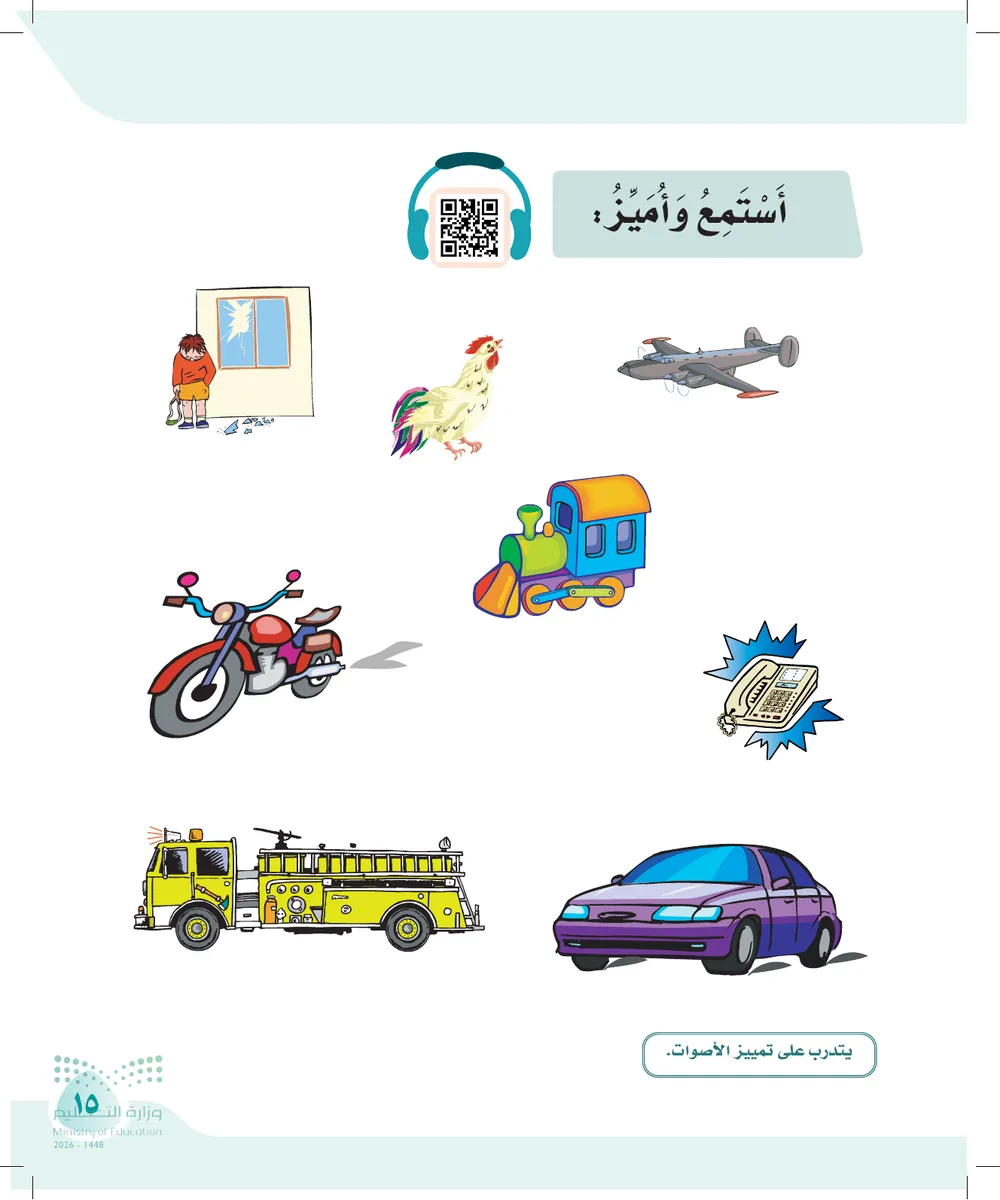 أَسْتَمِعُ وَأُمَيِّزُ :
يتدرب على تمييز الأصوات.
١٥
وزارة التعليم
Ministry of Education
2026 - 1448